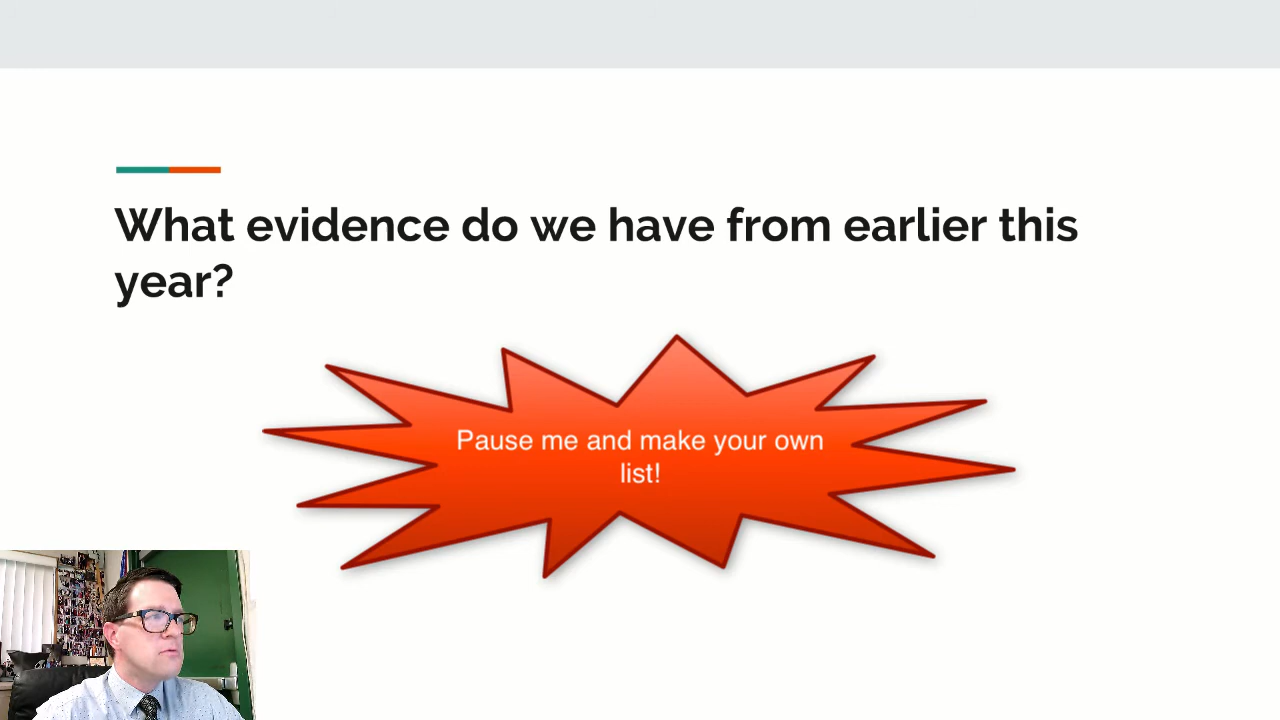 What evidence do we have from earlier this
year?
Pause me and make your own
list!